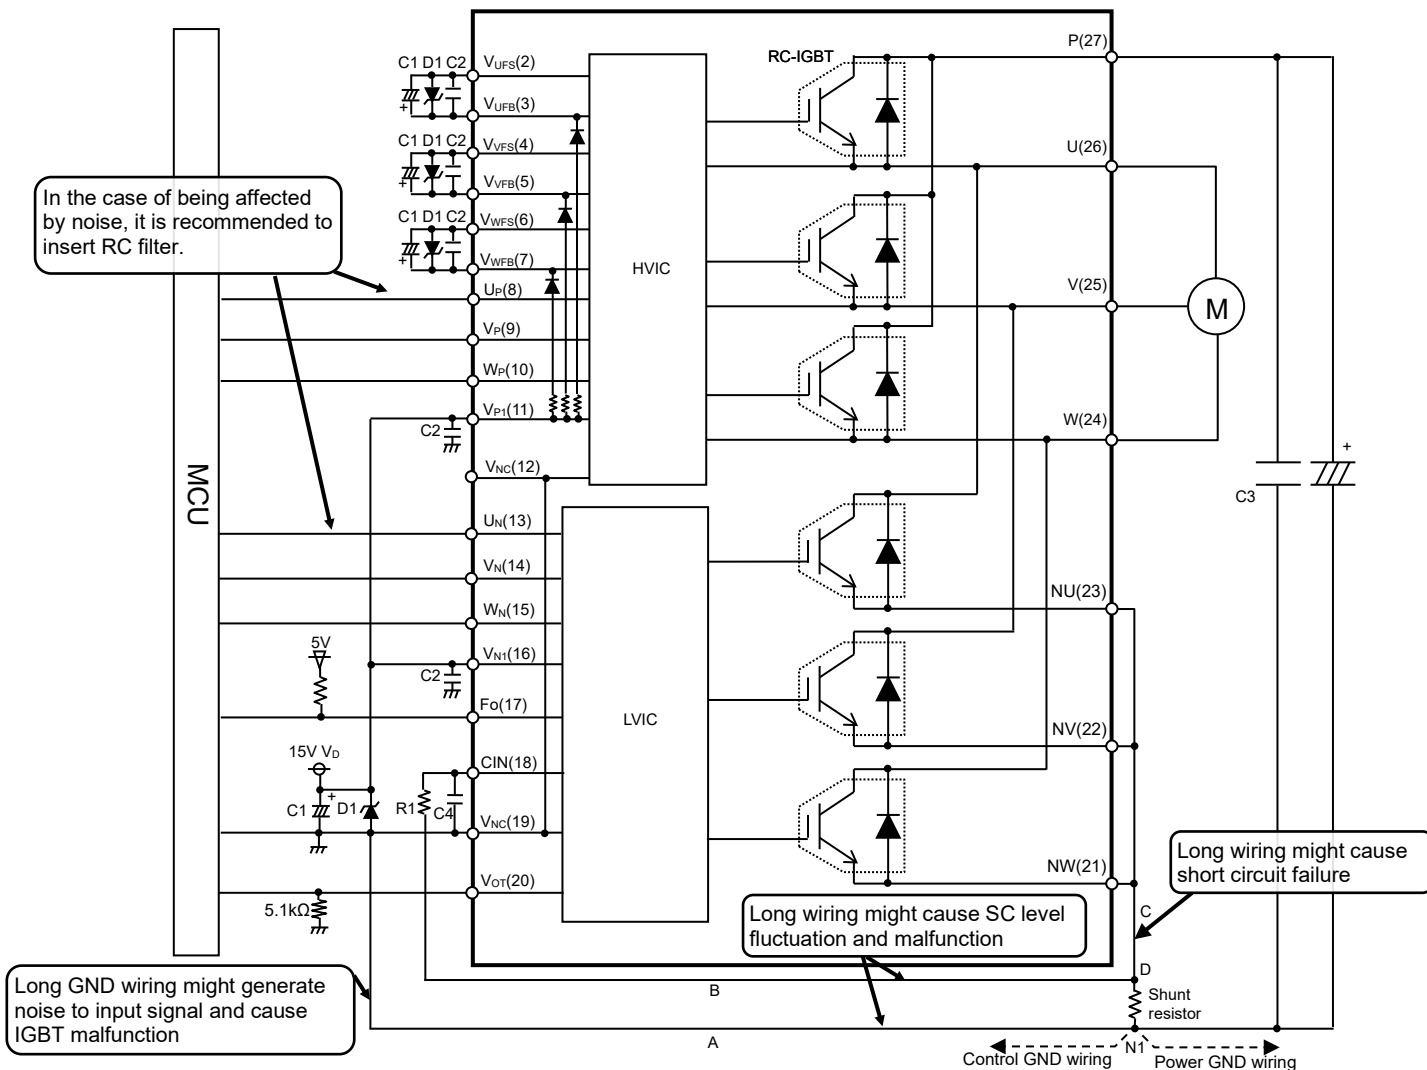 MCU
In the case of being affected
by noise, it is recommended to
insert RC filter.
Long GND wiring might generate
noise to input signal and cause
IGBT malfunction
C1 D1 C2
C1 D1 C2
C1 D1 C2
+
+
+
VUFS(2)
VUFB(3)
VVFS(4)
VVFB(5)
VWFS(6)
VWFB(7)
UP(8)
VP(9)
WP(10)
VP1(11)
C2
VNC(12)
UN(13)
VN(14)
WN(15)
5V
VN1(16)
C2
Fo(17)
15V VD
CIN(18)
+
C1
D1
R1
C4
VNC(19)
VOT(20)
5.1kΩ
HVIC
LVIC
RC-IGBT
P(27)
U(26)
V(25)
M
W(24)
+
C3
NU(23)
NV(22)
NW(21)
Long wiring might cause
short circuit failure
Long wiring might cause SC level
fluctuation and malfunction
C
D
B
Shunt
resistor
A
N1
Control GND wiring
Power GND wiring